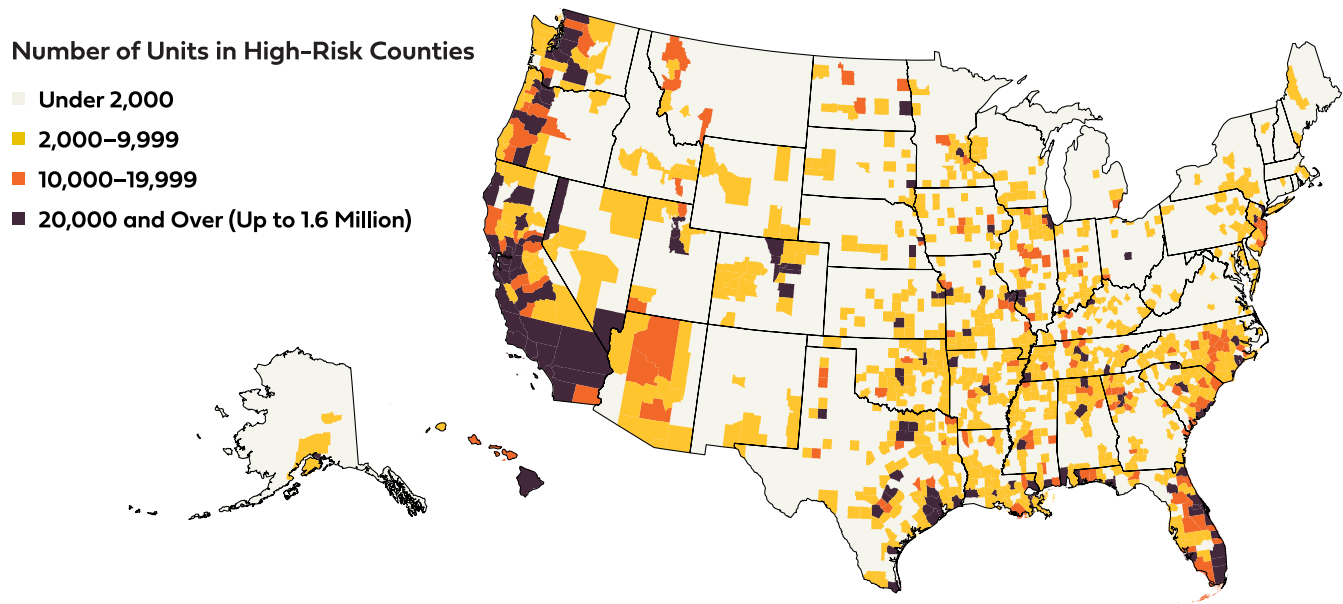 Number of Units in High-Risk Counties
Under 2,000
2,000–9,999
10,000–19,999
20,000 and Over (Up to 1.6 Million)